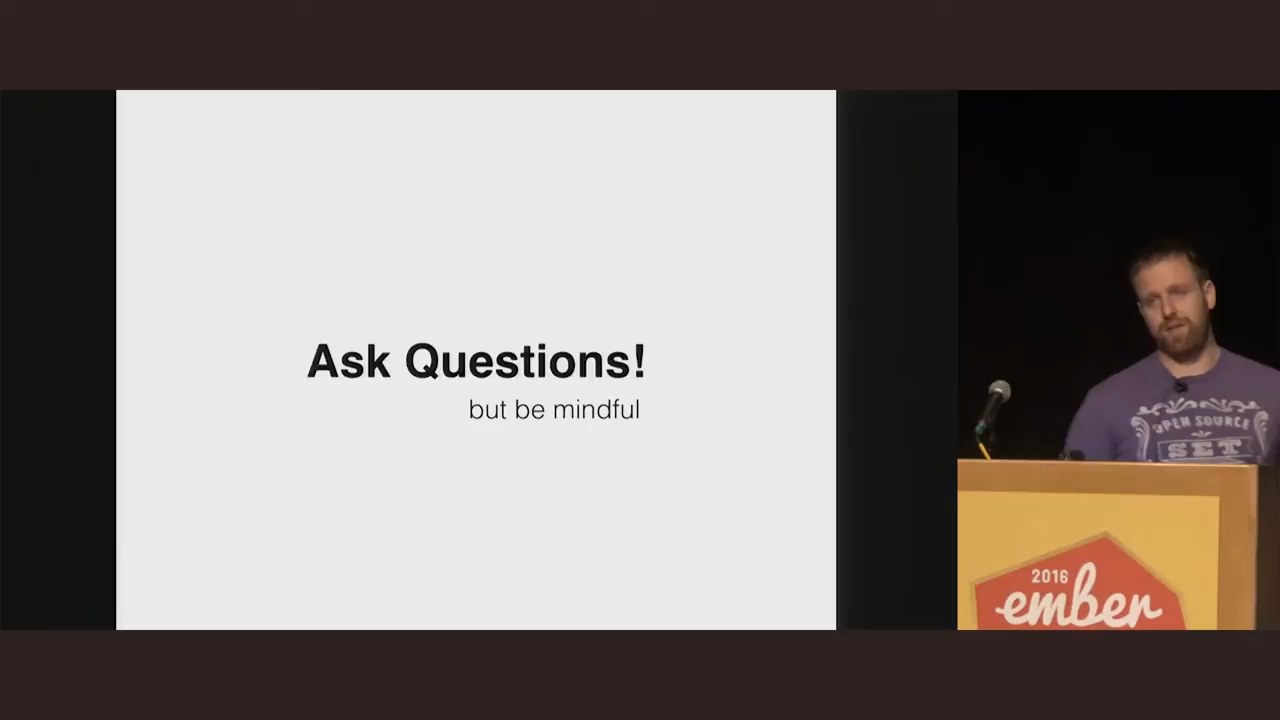 Ask Questions!
but be mindful
OPEN SOURCE
SET
2016
ember